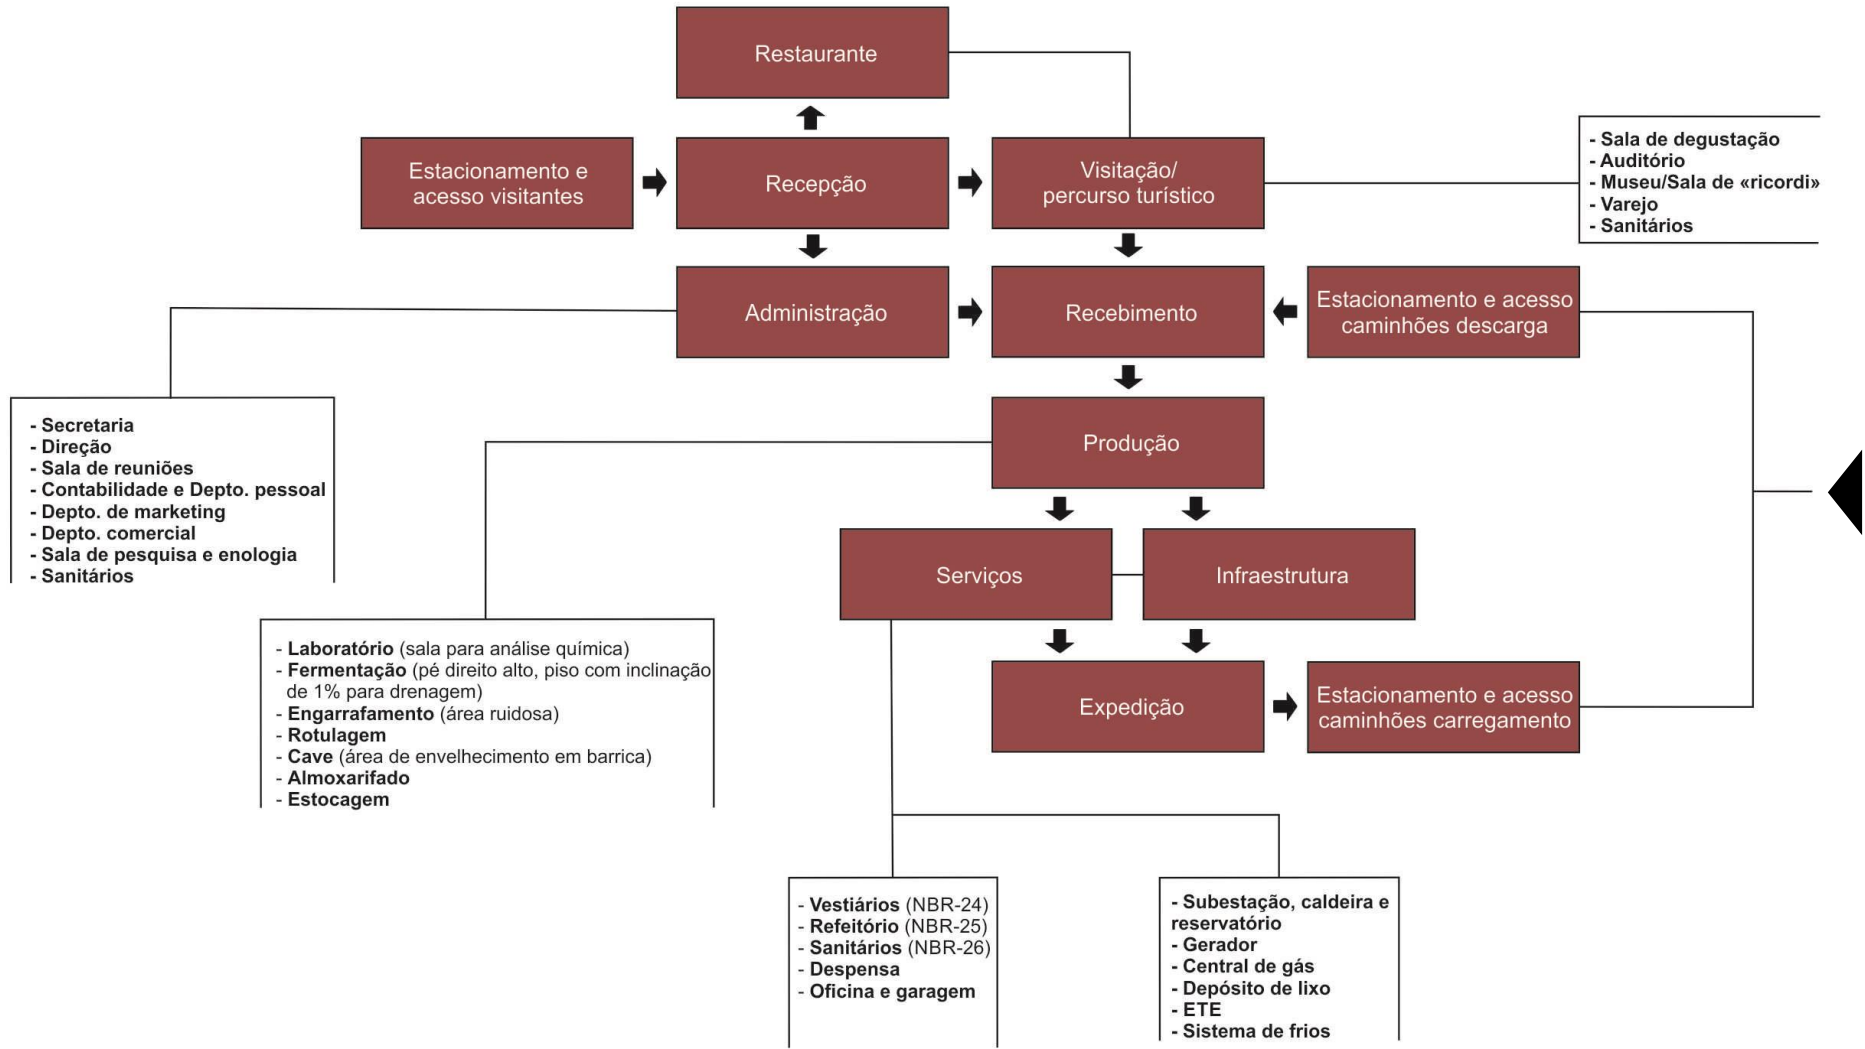 Restaurante
Estacionamento e
acesso visitantes
Recepção
Visitação/
percurso turístico
- Sala de degustação
- Auditório
- Museu/Sala de «ricordi»
- Varejo
- Sanitários
Administração
Recebimento
Estacionamento e acesso
caminhões descarga
Produção
- Secretaria
- Direção
- Sala de reuniões
- Contabilidade e Depto. pessoal
- Depto. de marketing
- Depto. comercial
- Sala de pesquisa e enologia
- Sanitários
Serviços
Infraestrutura
- Laboratório (sala para análise química)
- Fermentação (pé direito alto, piso com inclinação
de 1% para drenagem)
- Engarrafamento (área ruidosa)
- Rotulagem
- Cave (área de envelhecimento em barrica)
- Almoxarifado
- Estocagem
Expedição
Estacionamento e acesso
caminhões carregamento
- Vestiários (NBR-24)
- Refeitório (NBR-25)
- Sanitários (NBR-26)
- Despensa
- Oficina e garagem
- Subestação, caldeira e
reservatório
- Gerador
- Central de gás
- Depósito de lixo
- ETE
- Sistema de frios